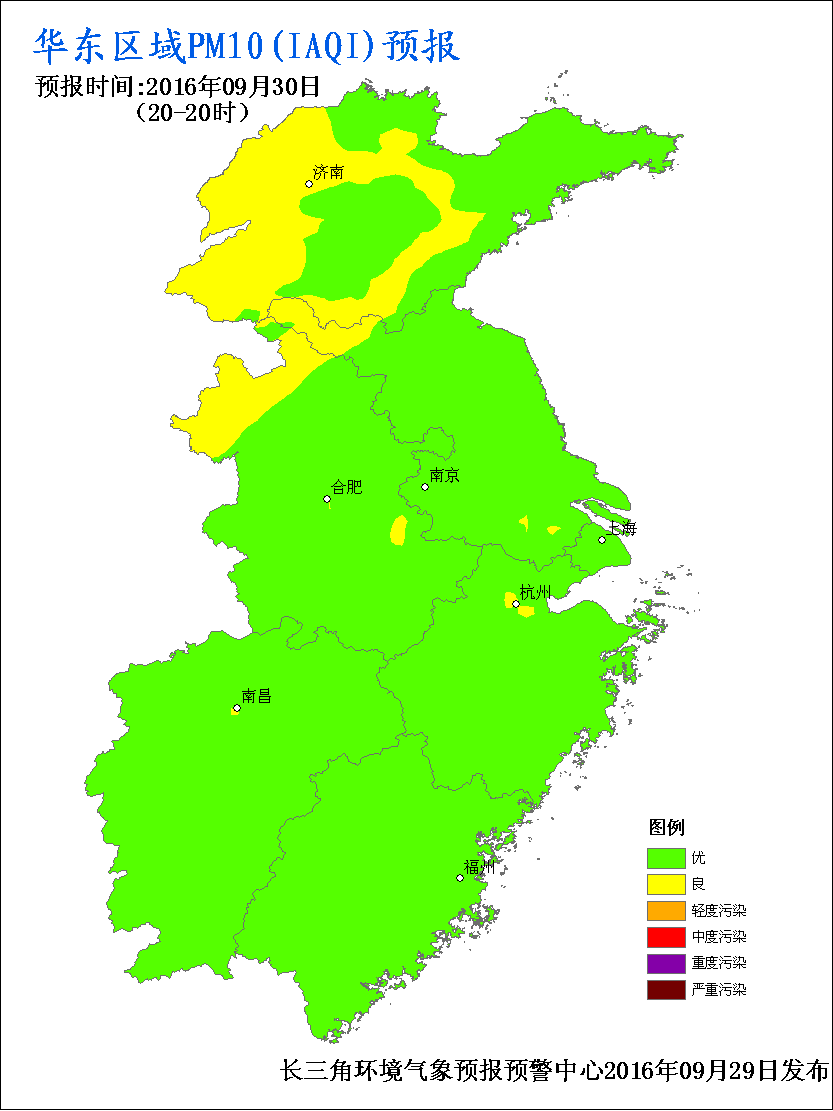 华东区域PM10(IAQI)预报
预报时间:2016年09月30日
（20-20时）
济南
南京
合肥
上海
杭州
南昌
福州
图例
优
良
轻度污染
中度污染
重度污染
严重污染
长三角环境气象预报预警中心2016年09月29日发布